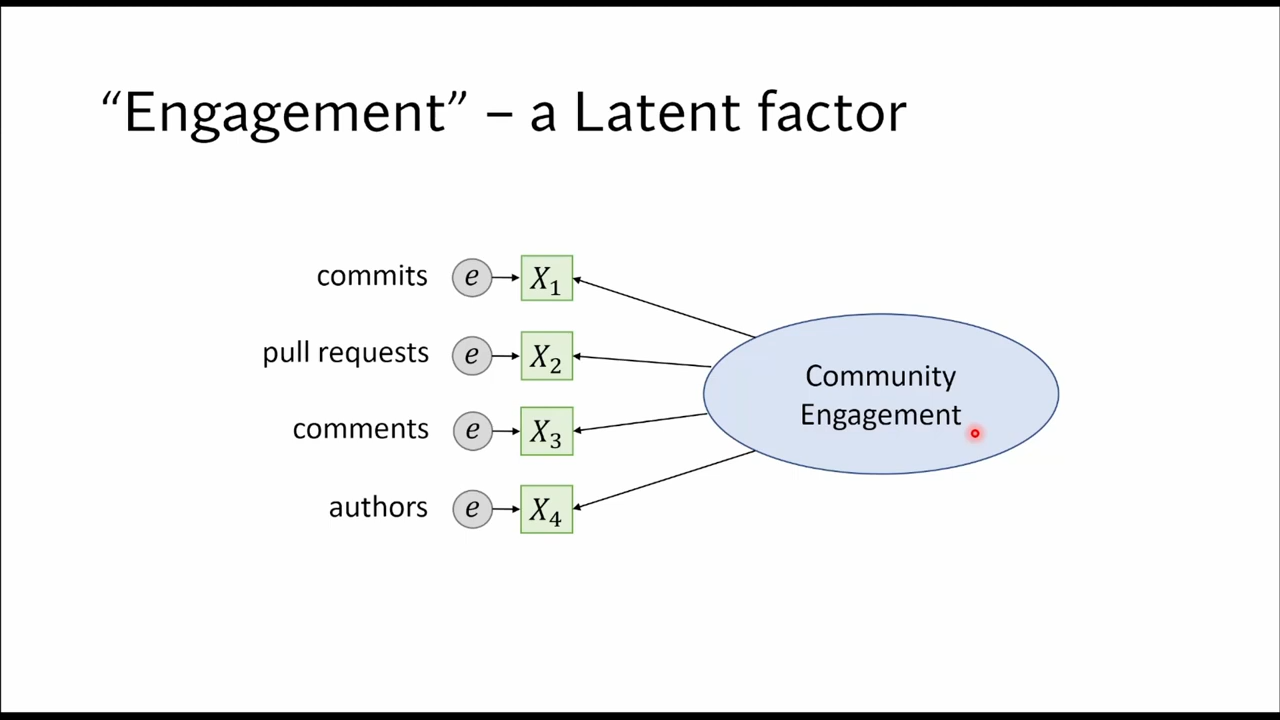 “Engagement” – a Latent factor
commits e X₁
pull requests e X₂
comments e X₃
authors e X₄
Community
Engagement